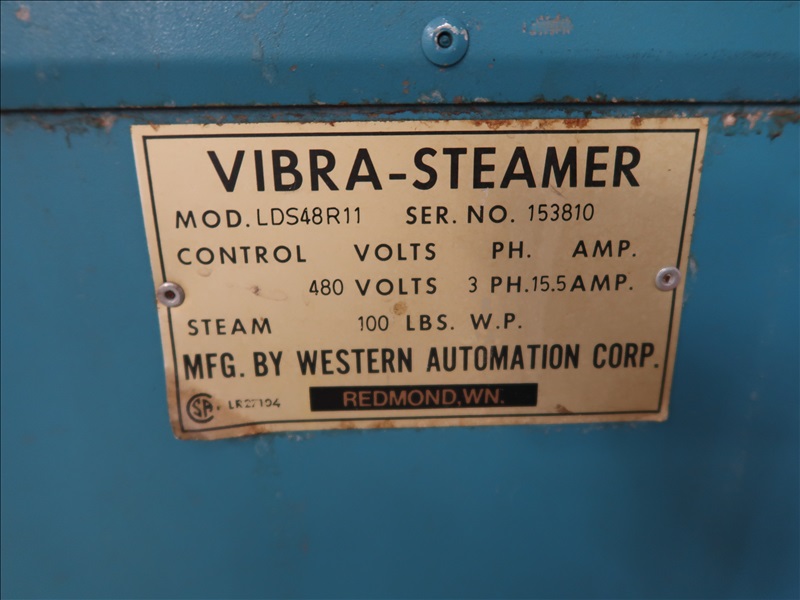 VIBRA-STEAMER
MOD. LDS48R11 SER. NO. 153810
CONTROL VOLTS PH. AMP.
480 VOLTS 3 PH. 15.5 AMP.
STEAM 100 LBS. W.P.
MFG. BY WESTERN AUTOMATION CORP.
SA
REDMOND, WN.